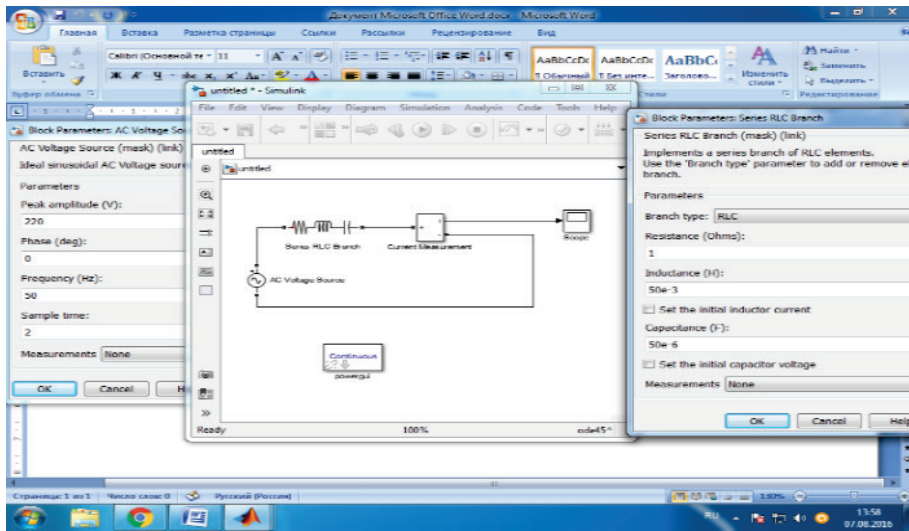 Документ Microsoft Office Word.docx - Microsoft Word
Главная Вставка Разметка страницы Ссылки Рассылки Рецензирование Вид
Вставить
Буфер обмена
Calibri (Основной те 11
Ж К Ч abc x, x² Aa
AaBbCcDc AaBbCcDc AaBbC
¶ Обычный ¶ Без инте... Заголово...
Изменить стили
Стили
Найти
Заменить
Выделить
Редактирование
Block Parameters: AC Voltage So
AC Voltage Source (mask) (link)
Ideal sinusoidal AC Voltage sour
Parameters
Peak amplitude (V):
220
Phase (deg):
0
Frequency (Hz):
50
Sample time:
2
Measurements None
OK Cancel H
untitled * - Simulink
File Edit View Display Diagram Simulation Analysis Code Tools Help
untitled
untitled
Series RLC Branch
Current Measurement
Scope
AC Voltage Source
Continuous
powergui
Ready 100% ode45
Block Parameters: Series RLC Branch
Series RLC Branch (mask) (link)
Implements a series branch of RLC elements.
Use the 'Branch type' parameter to add or remove el
branch.
Parameters
Branch type: RLC
Resistance (Ohms):
1
Inductance (H):
50e-3
Set the initial inductor current
Capacitance (F):
50e-6
Set the initial capacitor voltage
Measurements None
OK Cancel Help
Страница: 1 из 1 Число слов: 0 Русский (Россия) 130%
RU 13:58
07.08.2016